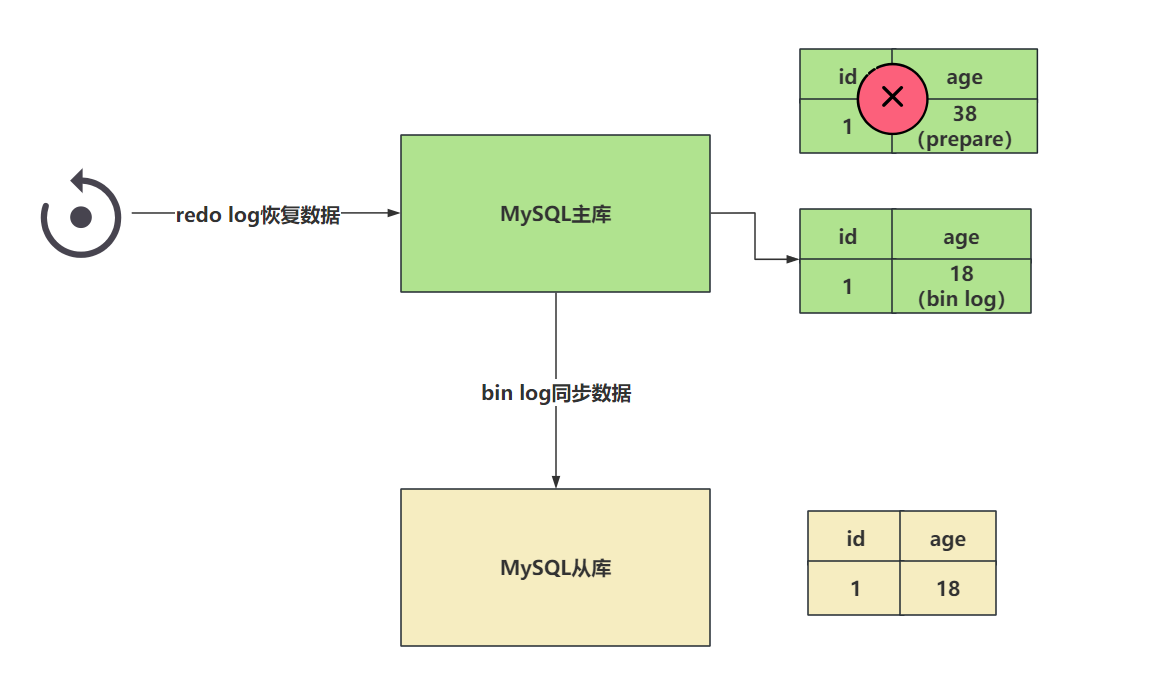 id age
1 38
（prepare）
redo log恢复数据
MySQL主库
id age
1 18
（bin log）
bin log同步数据
MySQL从库
id age
1 18